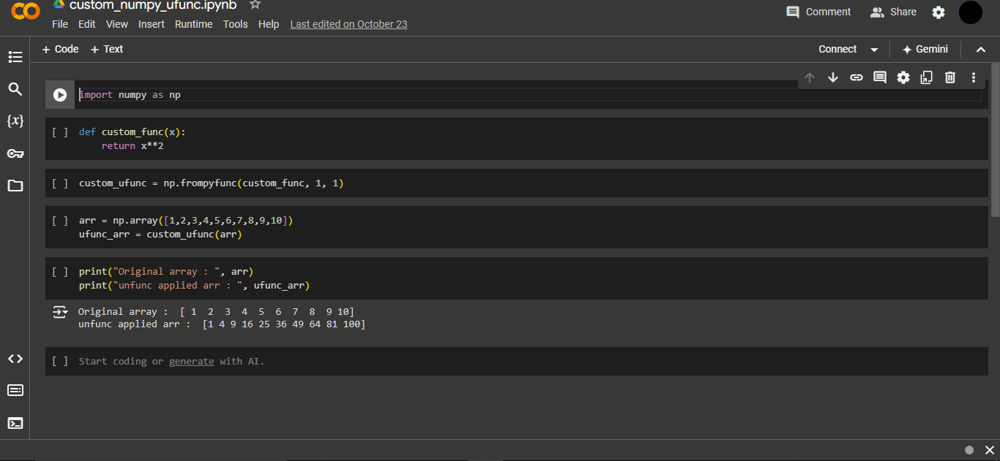 custom_numpy_ufunc.ipynb
File Edit View Insert Runtime Tools Help Last edited on October 23
Comment Share
+ Code + Text
Connect Gemini
{x}
import numpy as np
[ ] def custom_func(x):
return x**2
[ ] custom_ufunc = np.frompyfunc(custom_func, 1, 1)
[ ] arr = np.array([1,2,3,4,5,6,7,8,9,10])
ufunc_arr = custom_ufunc(arr)
[ ] print("Original array : ", arr)
print("unfunc applied arr : ", ufunc_arr)
Original array :  [ 1  2  3  4  5  6  7  8  9 10]
unfunc applied arr :  [1 4 9 16 25 36 49 64 81 100]
[ ] Start coding or generate with AI.